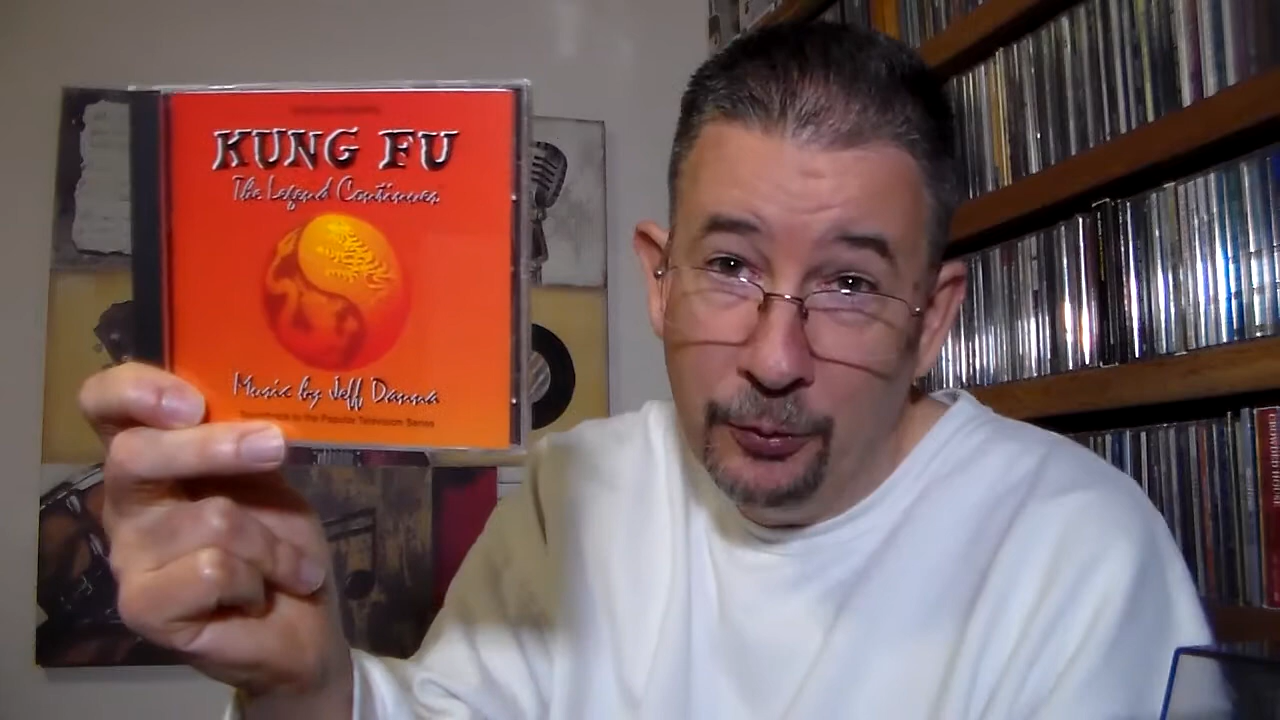 KUNG FU
The Legend Continues
Music by Jeff Danna
Soundtrack to the Popular Television Series